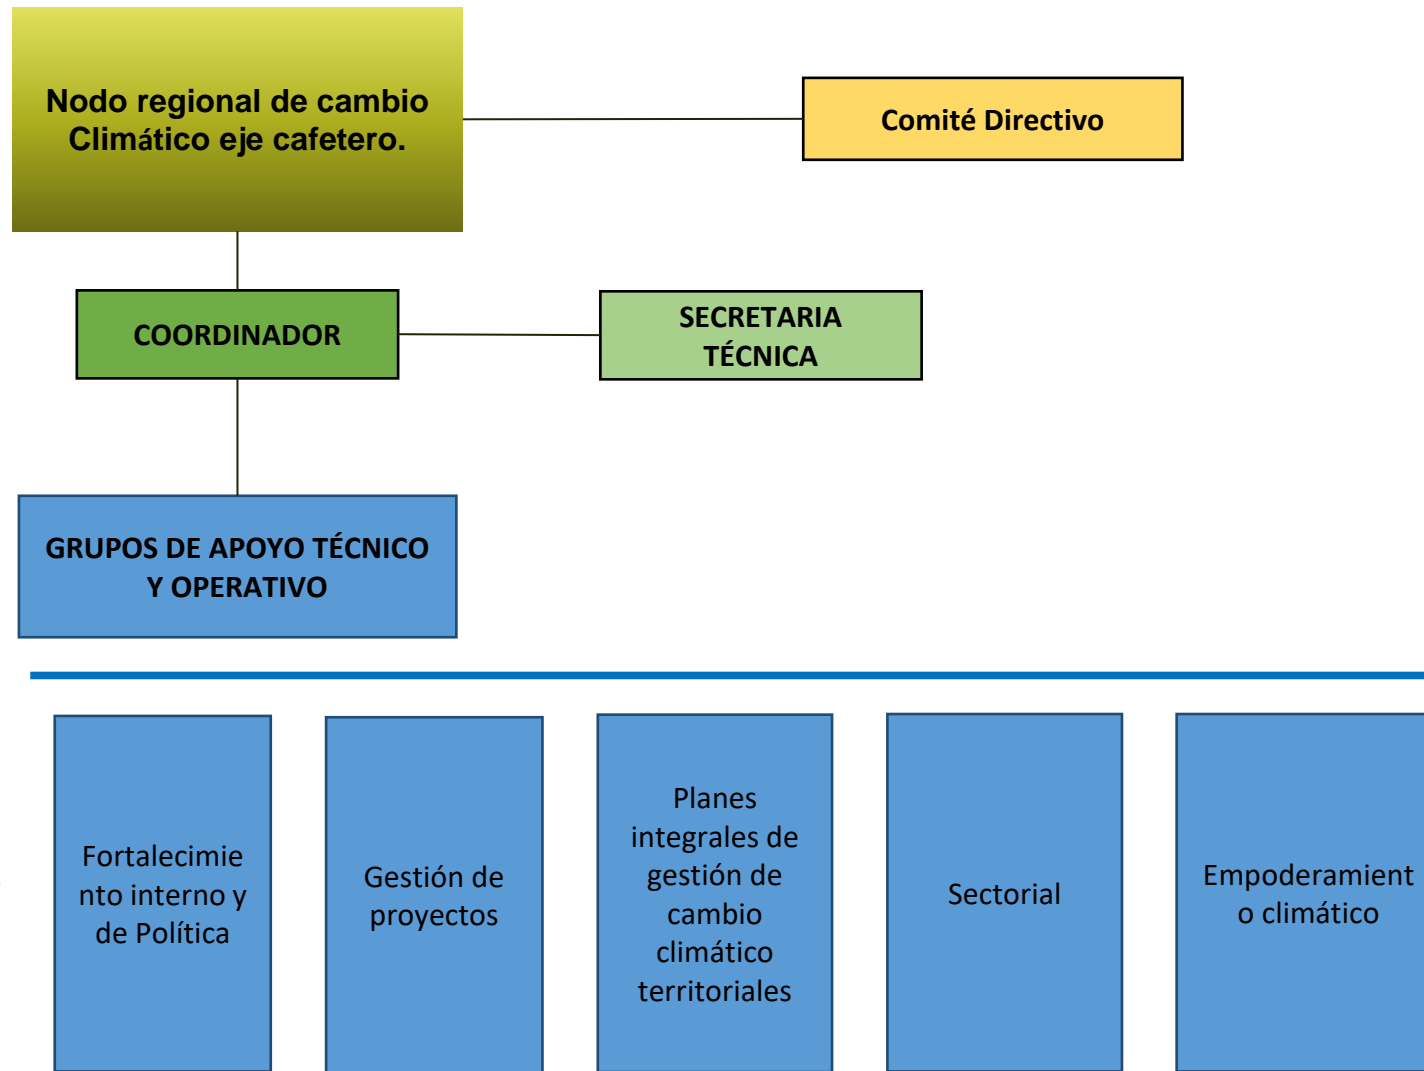 Nodo regional de cambio
Climático eje cafetero.
Comité Directivo
COORDINADOR
SECRETARIA
TÉCNICA
GRUPOS DE APOYO TÉCNICO
Y OPERATIVO
Fortalecimie
nto interno y
de Política
Gestión de
proyectos
Planes
integrales de
gestión de
cambio
climático
territoriales
Sectorial
Empoderamient
o climático